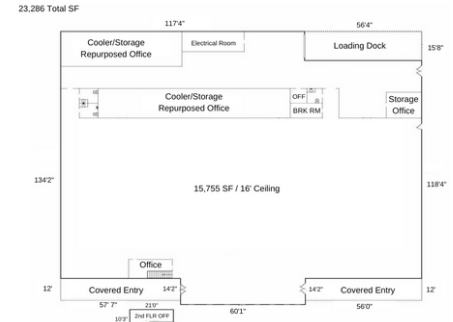 23,286 Total SF
117'4"
56'4"
Cooler/Storage
Repurposed Office
Electrical Room
Loading Dock
15'8"
Cooler/Storage
Repurposed Office
OFF
BRK RM
Storage
Office
134'2"
15,755 SF / 16' Ceiling
118'4"
Office
12'
Covered Entry
14'2"
14'2"
Covered Entry
12'
57' 7"
21'0"
60'1"
56'0"
10'3"
2nd FLR OFF